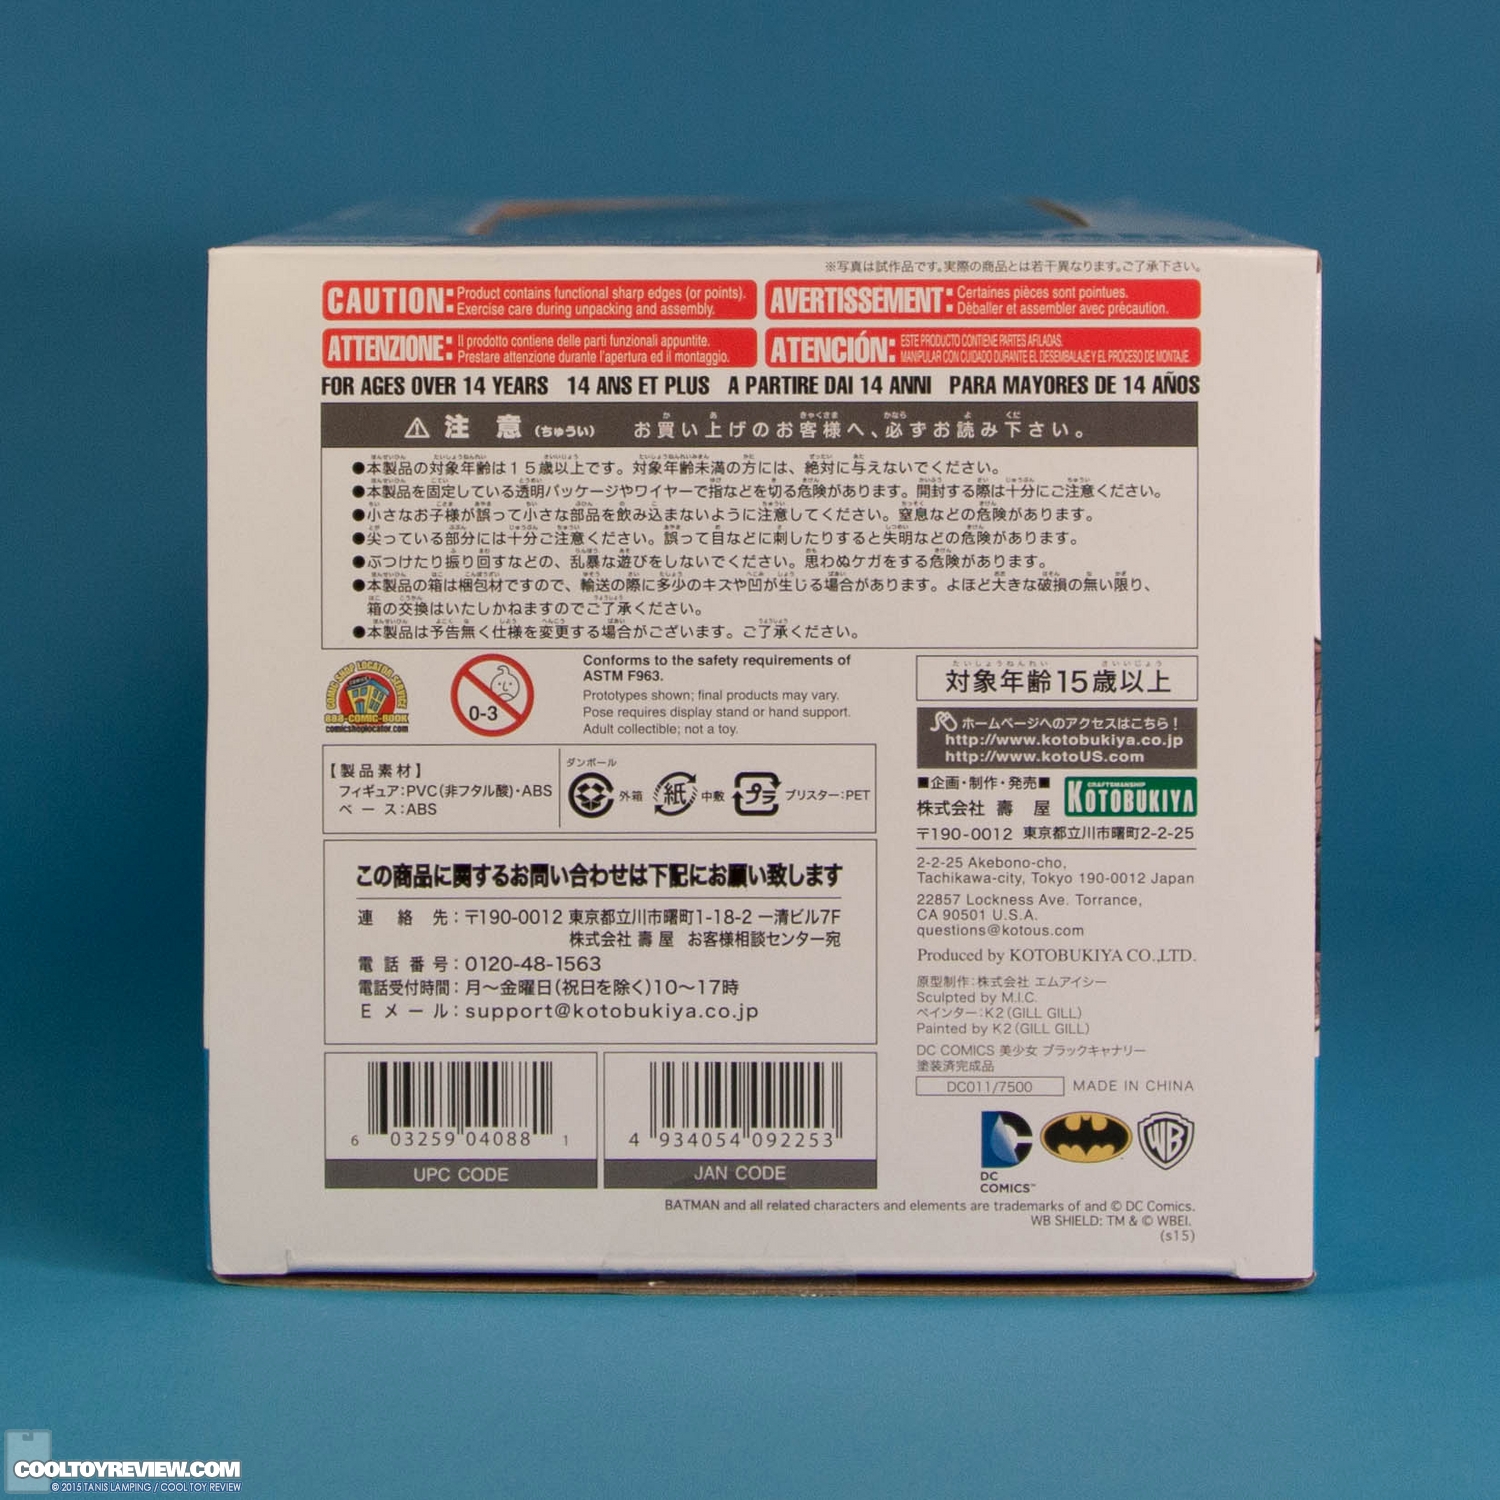 ※写真は試作品です。実際の商品とは若干異なります。ご了承下さい。
CAUTION: Product contains functional sharp edges (or points).
Exercise care during unpacking and assembly.
AVERTISSEMENT: Certaines pièces sont pointues.
Déballer et assembler avec précaution.
ATTENZIONE: Il prodotto contiene delle parti funzionali appuntite.
Prestare attenzione durante l'apertura ed il montaggio.
ATENCIÓN: ESTE PRODUCTO CONTIENE PARTES AFILADAS.
MANIPULAR CON CUIDADO DURANTE EL DESEMBALAJE Y EL PROCESO DE MONTAJE.
FOR AGES OVER 14 YEARS 14 ANS ET PLUS A PARTIRE DAI 14 ANNI PARA MAYORES DE 14 AÑOS
⚠注 意(ちゅうい) お買い上げのお客様へ、必ずお読み下さい。
●本製品の対象年齢は15歳以上です。対象年齢未満の方には、絶対に与えないでください。
●本製品を固定している透明パッケージやワイヤーで指などを切る危険があります。開封する際は十分にご注意ください。
●小さなお子様が誤って小さな部品を飲み込まないように注意してください。窒息などの危険があります。
●尖っている部分には十分ご注意ください。誤って目などに刺したりすると失明などの危険があります。
●ぶつけたり振り回すなどの、乱暴な遊びをしないでください。思わぬケガをする危険があります。
●本製品の箱は梱包材ですので、輸送の際に多少のキズや凹が生じる場合があります。よほど大きな破損の無い限り、
箱の交換はいたしかねますのでご了承ください。
●本製品は予告無く仕様を変更する場合がございます。ご了承ください。
COMIC SHOP LOCATOR SERVICE
COMICS
888-COMIC-BOOK
comicshoplocator.com
0-3
Conforms to the safety requirements of
ASTM F963.
Prototypes shown; final products may vary.
Pose requires display stand or hand support.
Adult collectible; not a toy.
たいしょうねんれい さいいじょう
対象年齢15歳以上
ホームページへのアクセスはこちら!
http://www.kotobukiya.co.jp
http://www.kotoUS.com
【製品素材】
フィギュア:PVC(非フタル酸)・ABS
ベース:ABS
ダンボール
外箱 紙 中敷 プラ ブリスター:PET
■企画・制作・発売■
株式会社 壽 屋
CRAFTSMANSHIP
KOTOBUKIYA
〒190-0012 東京都立川市曙町2-2-25
2-2-25 Akebono-cho,
Tachikawa-city, Tokyo 190-0012 Japan
22857 Lockness Ave. Torrance,
CA 90501 U.S.A.
questions@kotous.com
Produced by KOTOBUKIYA CO.,LTD.
原型制作:株式会社 エムアイシー
Sculpted by M.I.C.
ペインター:K2(GILL GILL)
Painted by K2(GILL GILL)
DC COMICS 美少女 ブラックキャナリー
塗装済完成品
DC011/7500 MADE IN CHINA
この商品に関するお問い合わせは下記にお願い致します
連絡先:〒190-0012 東京都立川市曙町1-18-2 一清ビル7F
株式会社 壽屋 お客様相談センター宛
電話番号:0120-48-1563
電話受付時間:月〜金曜日(祝日を除く)10〜17時
Eメール:support@kotobukiya.co.jp
6 03259 04088 1
UPC CODE
4 934054 092253
JAN CODE
DC
COMICS™
WB
BATMAN and all related characters and elements are trademarks of and © DC Comics.
WB SHIELD: TM & © WBEI.
(s15)
COOLTOYREVIEW.COM
© 2015 TANIS LAMPING / COOL TOY REVIEW